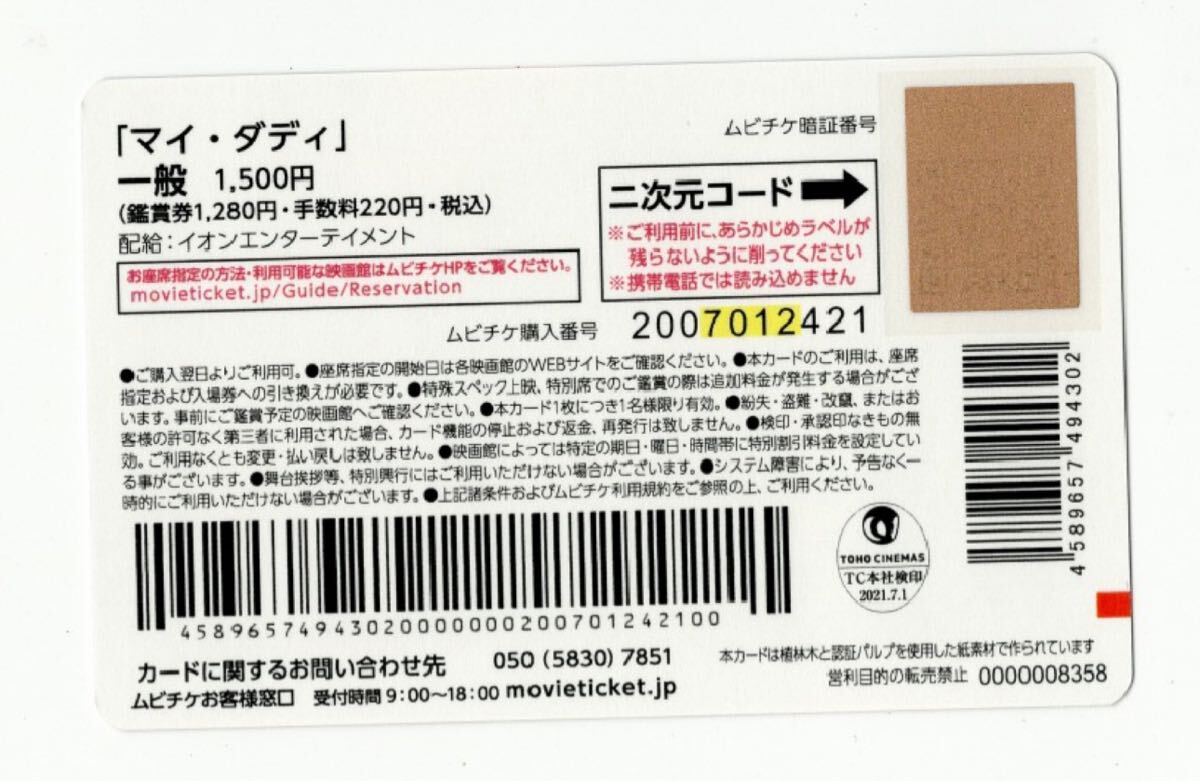 「マイ・ダディ」
一般 1,500円
(鑑賞券1,280円・手数料220円・税込)
配給:イオンエンターテイメント
お座席指定の方法・利用可能な映画館はムビチケHPをご覧ください。
movieticket.jp/Guide/Reservation
ムビチケ暗証番号
二次元コード
※ご利用前に、あらかじめラベルが
残らないように削ってください
※携帯電話では読み込めません
ムビチケ購入番号 2007012421
●ご購入翌日よりご利用可。●座席指定の開始日は各映画館のWEBサイトをご確認ください。●本カードのご利用は、座席
指定および入場券への引き換えが必要です。●特殊スペック上映、特別席でのご鑑賞の際は追加料金が発生する場合がござ
います。事前にご鑑賞予定の映画館へご確認ください。●本カード1枚につき1名様限り有効。●紛失・盗難・改竄、またはお
客様の許可なく第三者に利用された場合、カード機能の停止および返金、再発行は致しません。●検印・承認印なきもの無
効。ご利用なくとも変更・払い戻しは致しません。●映画館によっては特定の期日・曜日・時間帯に特別割引料金を設定してい
る事がございます。●舞台挨拶等、特別興行にはご利用いただけない場合がございます。●システム障害により、予告なく一
時的にご利用いただけない場合がございます。●上記諸条件およびムビチケ利用規約をご参照の上、ご利用ください。
4589657494302
TOHO CINEMAS
TC本社検印
2021.7.1
4589657494302000000020070124​2100
カードに関するお問い合わせ先 050(5830)7851
ムビチケお客様窓口 受付時間 9:00〜18:00 movieticket.jp
本カードは植林木と認証パルプを使用した紙素材で作られています
営利目的の転売禁止 0000008358